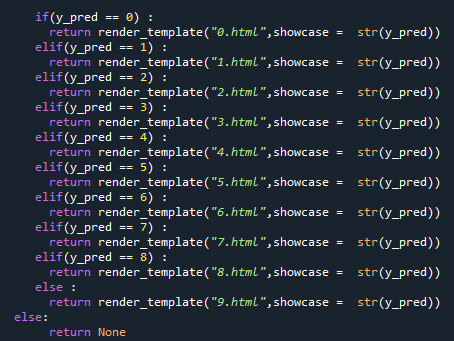 if(y_pred == 0) :
return render_template("0.html",showcase =  str(y_pred))
elif(y_pred == 1) :
return render_template("1.html",showcase =  str(y_pred))
elif(y_pred == 2) :
return render_template("2.html",showcase =  str(y_pred))
elif(y_pred == 3) :
return render_template("3.html",showcase =  str(y_pred))
elif(y_pred == 4) :
return render_template("4.html",showcase =  str(y_pred))
elif(y_pred == 5) :
return render_template("5.html",showcase =  str(y_pred))
elif(y_pred == 6) :
return render_template("6.html",showcase =  str(y_pred))
elif(y_pred == 7) :
return render_template("7.html",showcase =  str(y_pred))
elif(y_pred == 8) :
return render_template("8.html",showcase =  str(y_pred))
else :
return render_template("9.html",showcase =  str(y_pred))
else:
return None